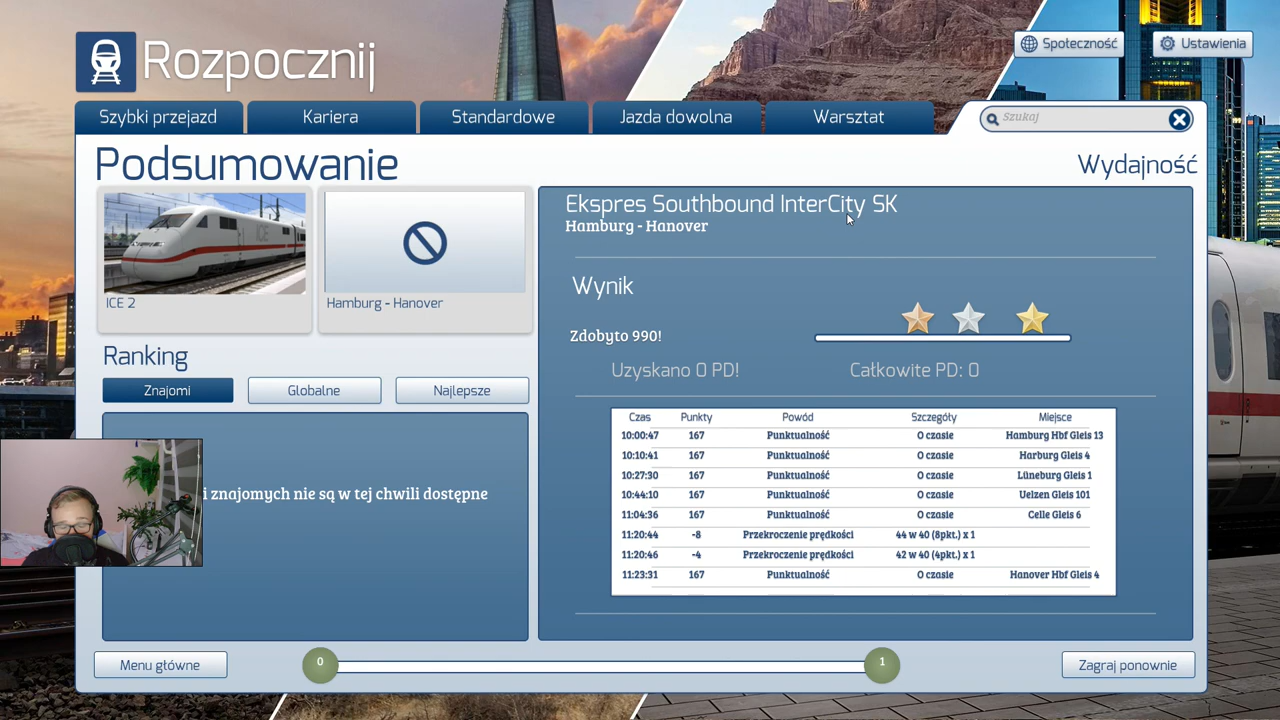 Rozpocznij
Społeczność
Ustawienia
Szybki przejazd
Kariera
Standardowe
Jazda dowolna
Warsztat
Szukaj
Podsumowanie
Wydajność
ICE 2
Hamburg - Hanover
Ranking
Znajomi
Globalne
Najlepsze
i znajomych nie są w tej chwili dostępne
Ekspres Southbound InterCity SK
Hamburg - Hanover
Wynik
Zdobyto 990!
Uzyskano 0 PD!
Całkowite PD: 0
Czas Punkty Powód Szczegóły Miejsce
10:00:47 167 Punktualność O czasie Hamburg Hbf Gleis 13
10:10:41 167 Punktualność O czasie Harburg Gleis 4
10:27:30 167 Punktualność O czasie Lüneburg Gleis 1
10:44:10 167 Punktualność O czasie Uelzen Gleis 101
11:04:36 167 Punktualność O czasie Celle Gleis 6
11:20:44 -8 Przekroczenie prędkości 44 w 40 (8pkt.) x 1
11:20:46 -4 Przekroczenie prędkości 42 w 40 (4pkt.) x 1
11:23:31 167 Punktualność O czasie Hanover Hbf Gleis 4
Menu główne
0
1
Zagraj ponownie